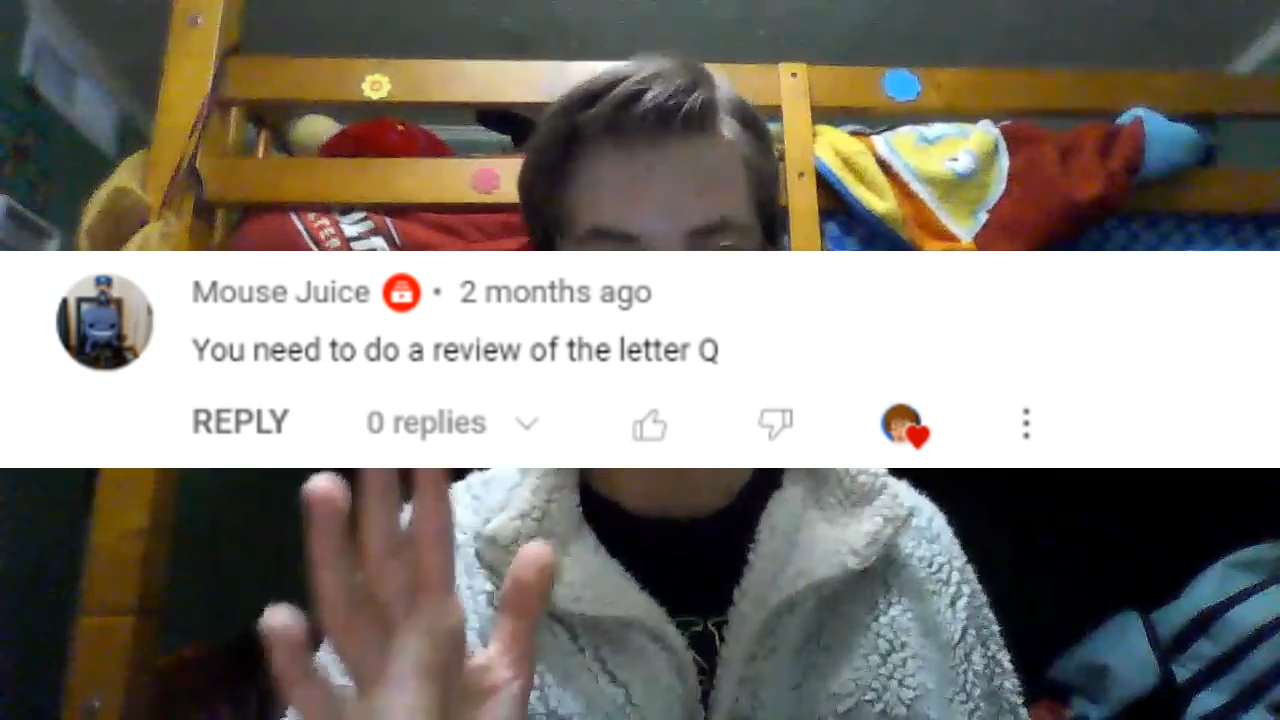 Mouse Juice • 2 months ago
You need to do a review of the letter Q
REPLY 0 replies